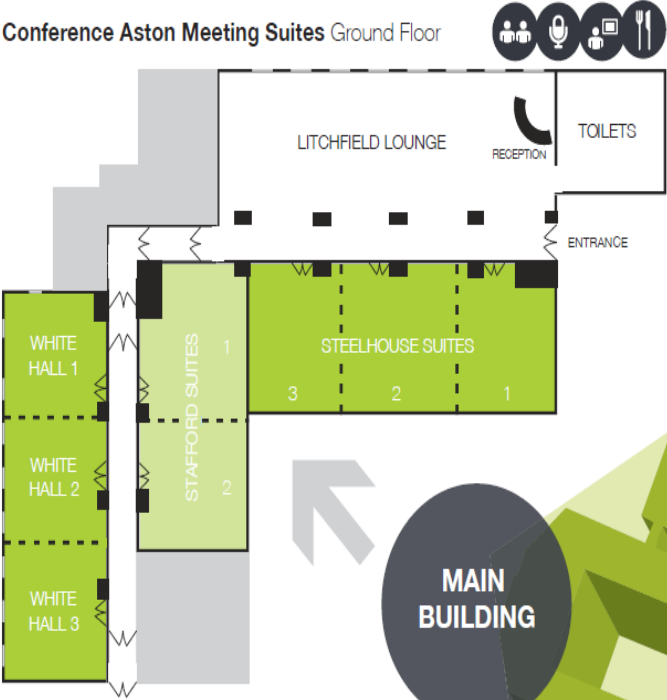 Conference Aston Meeting Suites Ground Floor
LITCHFIELD LOUNGE
TOILETS
RECEPTION
ENTRANCE
WHITE
HALL 1
STAFFORD SUITES
1
2
STEELHOUSE SUITES
3
2
1
WHITE
HALL 2
WHITE
HALL 3
MAIN
BUILDING